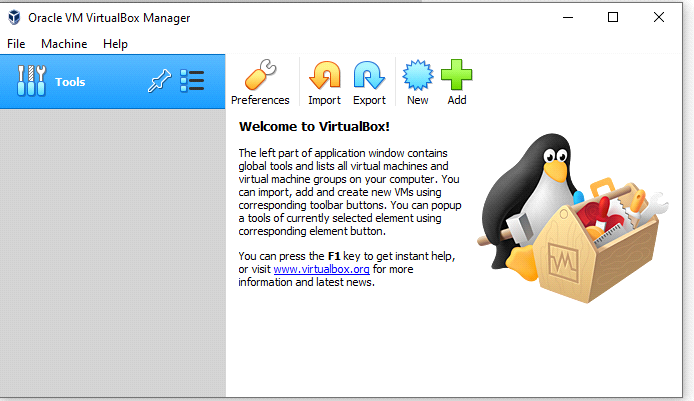 Oracle VM VirtualBox Manager
File Machine Help
Tools
Preferences Import Export New Add
Welcome to VirtualBox!
The left part of application window contains
global tools and lists all virtual machines and
virtual machine groups on your computer. You
can import, add and create new VMs using
corresponding toolbar buttons. You can popup
a tools of currently selected element using
corresponding element button.
You can press the F1 key to get instant help,
or visit www.virtualbox.org for more
information and latest news.